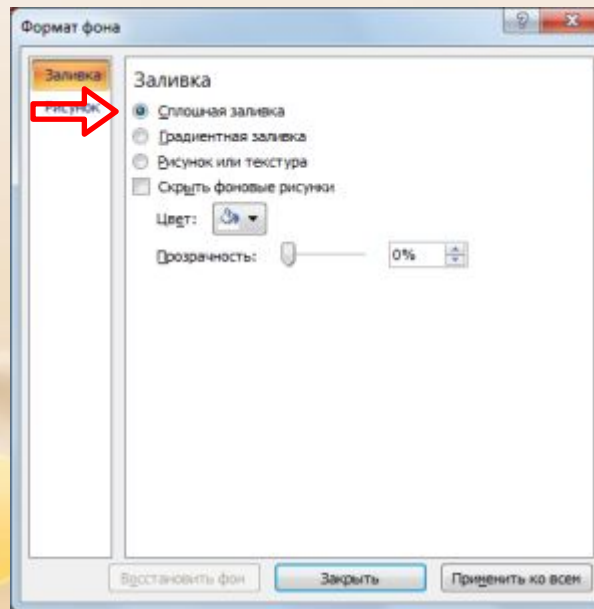 Формат фона
Заливка
Рисунок
Заливка
Сплошная заливка
Градиентная заливка
Рисунок или текстура
Скрыть фоновые рисунки
Цвет:
Прозрачность: 0%
Восстановить фон Закрыть Применить ко всем